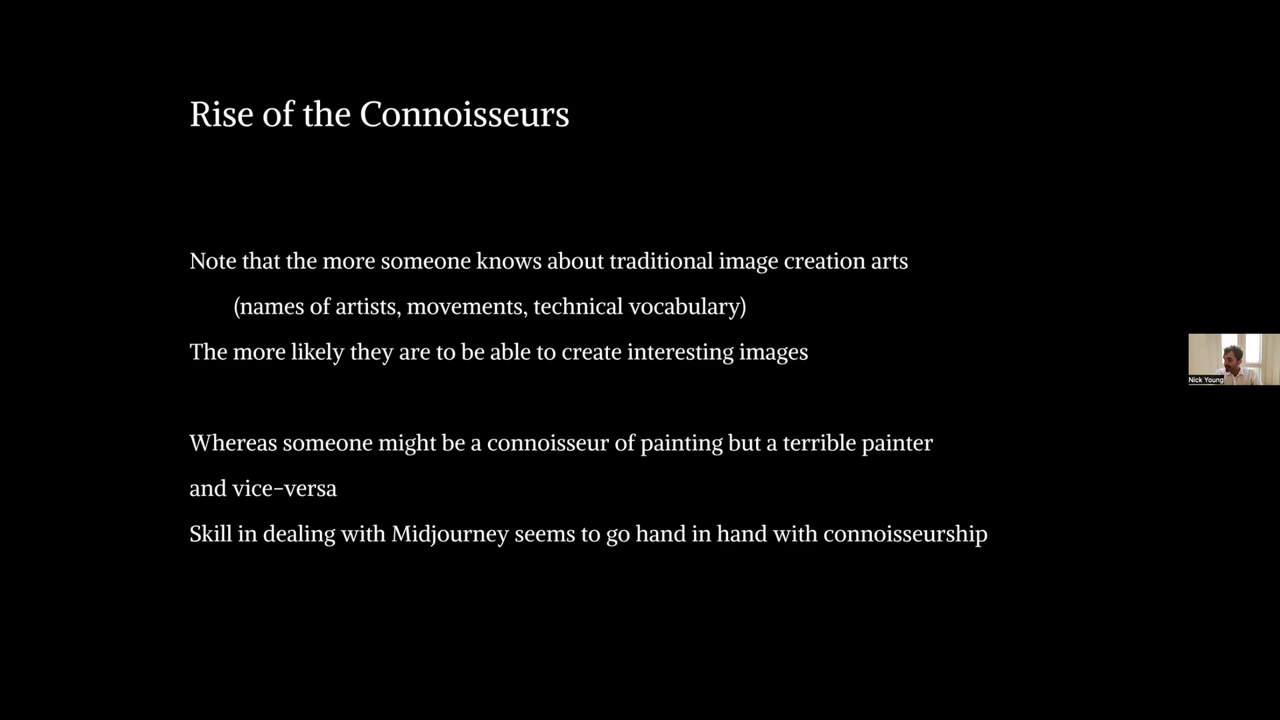 Rise of the Connoisseurs
Note that the more someone knows about traditional image creation arts
(names of artists, movements, technical vocabulary)
The more likely they are to be able to create interesting images
Nick Young
Whereas someone might be a connoisseur of painting but a terrible painter
and vice-versa
Skill in dealing with Midjourney seems to go hand in hand with connoisseurship